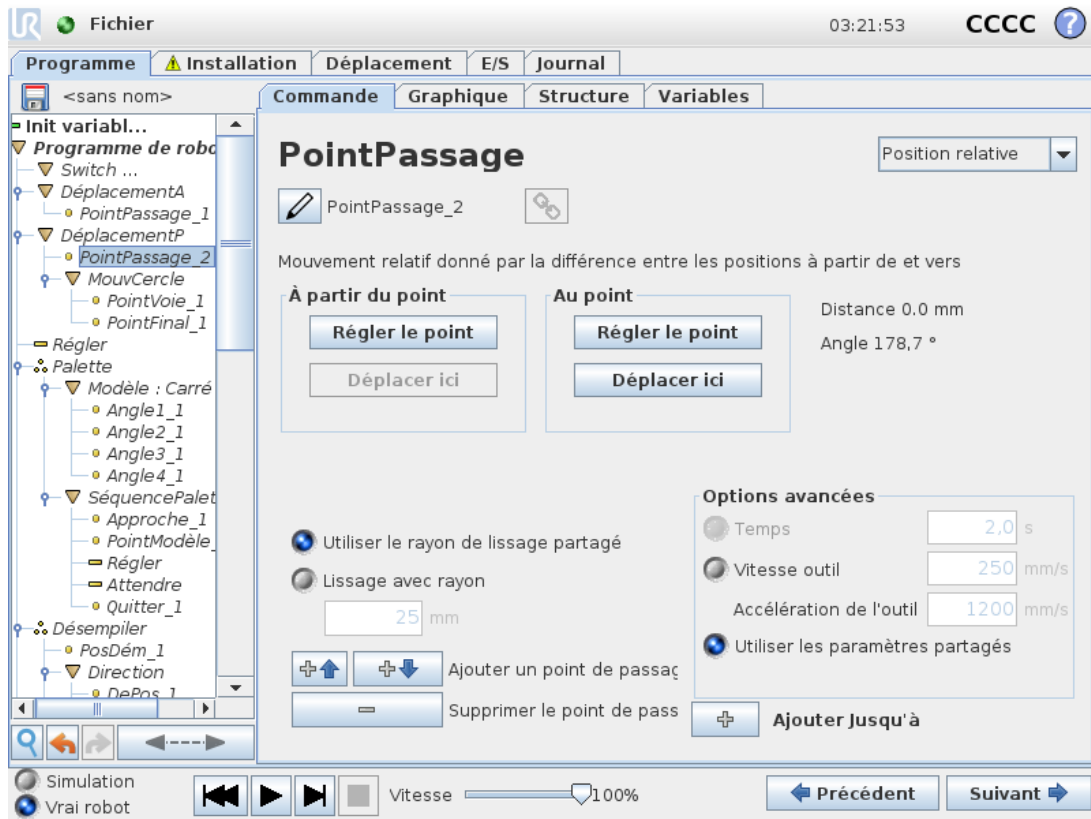 Fichier 03:21:53 CCCC ?
Programme Installation Déplacement E/S Journal
<sans nom>
Commande Graphique Structure Variables
Init variabl...
Programme de robo
Switch ...
DéplacementA
PointPassage_1
DéplacementP
PointPassage_2
MouvCercle
PointVoie_1
PointFinal_1
Régler
Palette
Modèle : Carré
Angle1_1
Angle2_1
Angle3_1
Angle4_1
SéquencePalet
Approche_1
PointModèle_
Régler
Attendre
Quitter_1
Désempiler
PosDém_1
Direction
DePos_1
PointPassage
Position relative
PointPassage_2
Mouvement relatif donné par la différence entre les positions à partir de et vers
À partir du point
Régler le point
Déplacer ici
Au point
Régler le point
Déplacer ici
Distance 0.0 mm
Angle 178,7 °
Utiliser le rayon de lissage partagé
Lissage avec rayon
25 mm
Ajouter un point de passag
Supprimer le point de pass
Options avancées
Temps 2,0 s
Vitesse outil 250 mm/s
Accélération de l'outil 1200 mm/s
Utiliser les paramètres partagés
Ajouter Jusqu'à
Simulation
Vrai robot
Vitesse 100%
Précédent Suivant